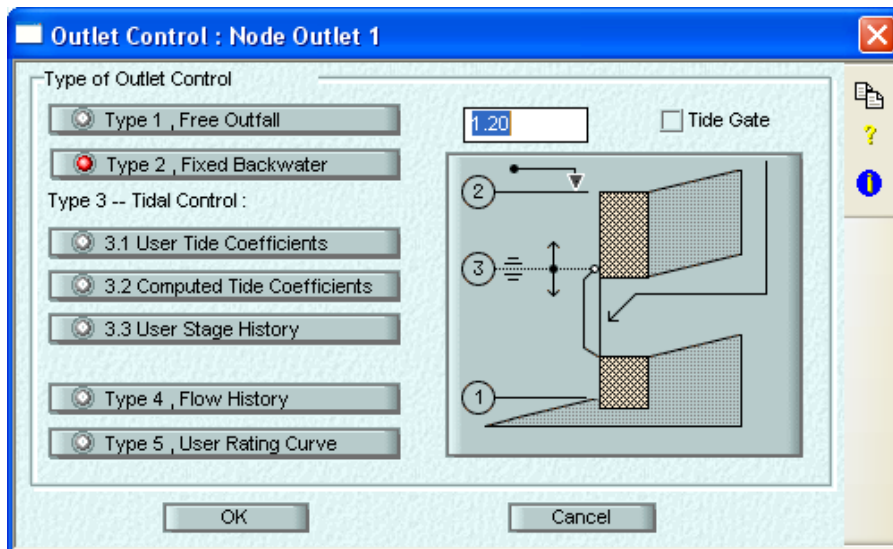 Outlet Control : Node Outlet 1
Type of Outlet Control
Type 1 , Free Outfall
1.20
Tide Gate
Type 2 , Fixed Backwater
Type 3 -- Tidal Control :
3.1 User Tide Coefficients
3.2 Computed Tide Coefficients
3.3 User Stage History
Type 4 , Flow History
Type 5 , User Rating Curve
2
3
1
OK
Cancel
?
i